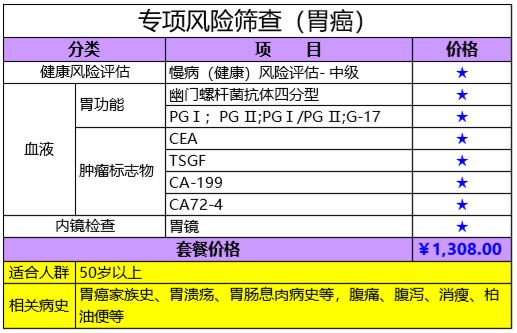 专项风险筛查（胃癌）
分类 项 目 价格
健康风险评估 慢病（健康）风险评估- 中级 ★
血液 胃功能 幽门螺杆菌抗体四分型 ★
PGⅠ；PG Ⅱ;PGⅠ/PG Ⅱ;G-17 ★
肿瘤标志物 CEA ★
TSGF ★
CA-199 ★
CA72-4 ★
内镜检查 胃镜 ★
套餐价格 ￥1,308.00
适合人群 50岁以上
相关病史 胃癌家族史、胃溃疡、胃肠息肉病史等，腹痛、腹泻、消瘦、柏
油便等